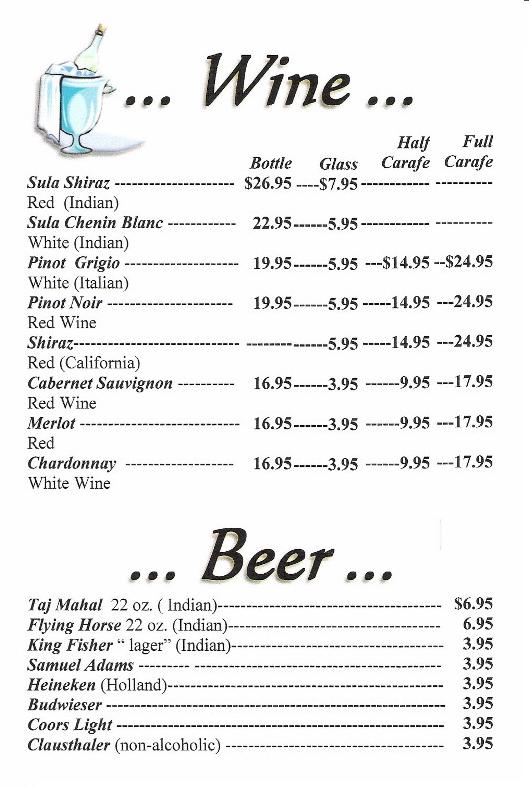 ... Wine ...
Half Full
Bottle Glass Carafe Carafe
Sula Shiraz --------------------- $26.95 ----$7.95------------ ----------
Red (Indian)
Sula Chenin Blanc ------------ 22.95------5.95------------ ----------
White (Indian)
Pinot Grigio -------------------- 19.95------5.95 ---$14.95 --$24.95
White (Italian)
Pinot Noir ---------------------- 19.95------5.95 -----14.95 ---24.95
Red Wine
Shiraz----------------------------- -------------5.95 -----14.95 ---24.95
Red (California)
Cabernet Sauvignon ---------- 16.95------3.95 ------9.95 ---17.95
Red Wine
Merlot ---------------------------- 16.95------3.95 ------9.95 ---17.95
Red
Chardonnay ------------------- 16.95------3.95 ------9.95 ---17.95
White Wine
... Beer ...
Taj Mahal 22 oz. ( Indian)--------------------------------------- $6.95
Flying Horse 22 oz. (Indian)------------------------------------- 6.95
King Fisher “ lager” (Indian)------------------------------------- 3.95
Samuel Adams --------- ------------------------------------------- 3.95
Heineken (Holland)------------------------------------------------ 3.95
Budwieser ----------------------------------------------------------- 3.95
Coors Light --------------------------------------------------------- 3.95
Clausthaler (non-alcoholic) -------------------------------------- 3.95